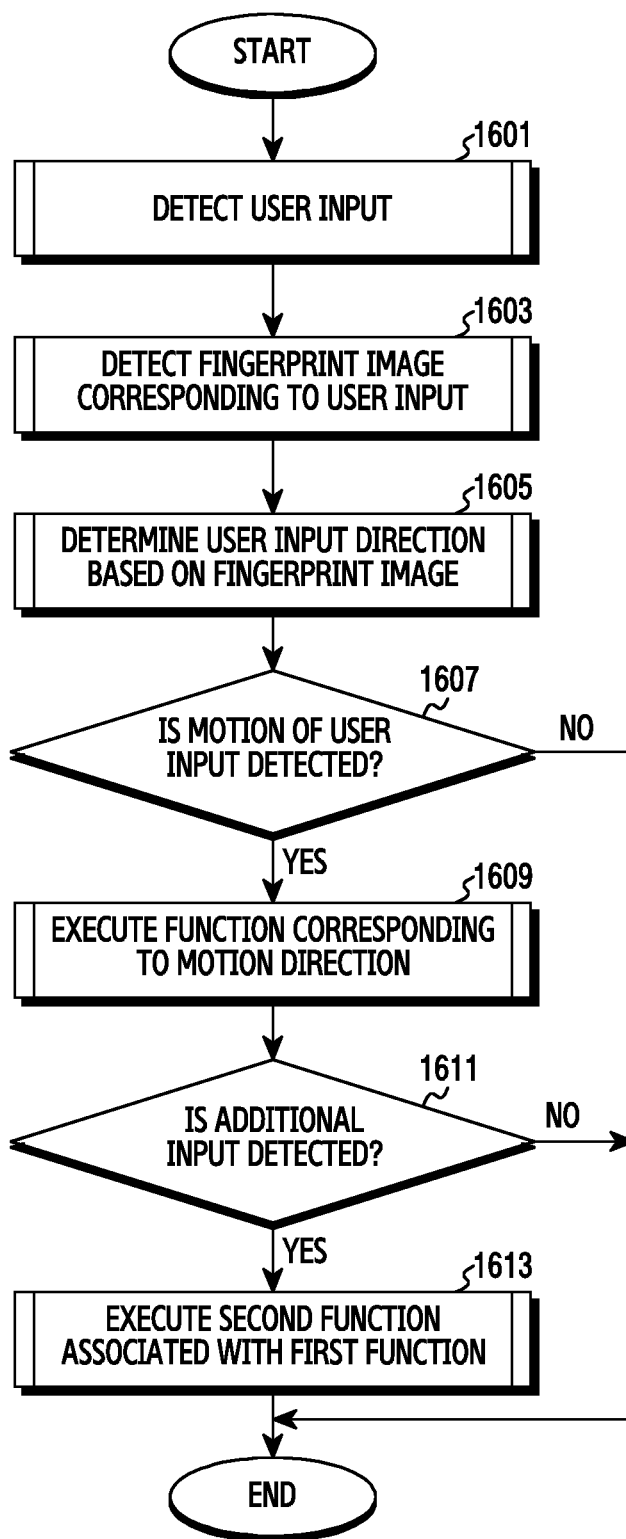 START
1601
DETECT USER INPUT
1603
DETECT FINGERPRINT IMAGE
CORRESPONDING TO USER INPUT
1605
DETERMINE USER INPUT DIRECTION
BASED ON FINGERPRINT IMAGE
1607
IS MOTION OF USER
INPUT DETECTED?
NO
YES
1609
EXECUTE FUNCTION CORRESPONDING
TO MOTION DIRECTION
1611
IS ADDITIONAL
INPUT DETECTED?
NO
YES
1613
EXECUTE SECOND FUNCTION
ASSOCIATED WITH FIRST FUNCTION
END